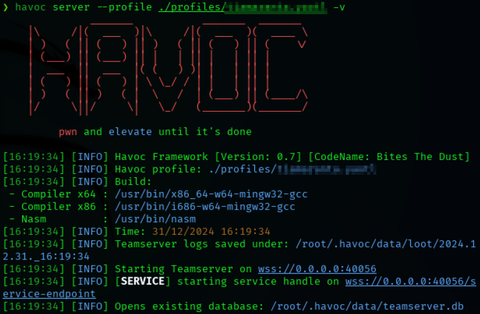 ❯ havoc server --profile ./profiles/ -v
HAVOC
pwn and elevate until it's done
[16:19:34] [INFO] Havoc Framework [Version: 0.7] [CodeName: Bites The Dust]
[16:19:34] [INFO] Havoc profile: ./profiles/
[16:19:34] [INFO] Build:
- Compiler x64 : /usr/bin/x86_64-w64-mingw32-gcc
- Compiler x86 : /usr/bin/i686-w64-mingw32-gcc
- Nasm : /usr/bin/nasm
[16:19:34] [INFO] Time: 31/12/2024 16:19:34
[16:19:34] [INFO] Teamserver logs saved under: /root/.havoc/data/loot/2024.1
2.31._16:19:34
[16:19:34] [INFO] Starting Teamserver on wss://0.0.0.0:40056
[16:19:34] [INFO] [SERVICE] starting service handle on wss://0.0.0.0:40056/s
ervice-endpoint
[16:19:34] [INFO] Opens existing database: /root/.havoc/data/teamserver.db